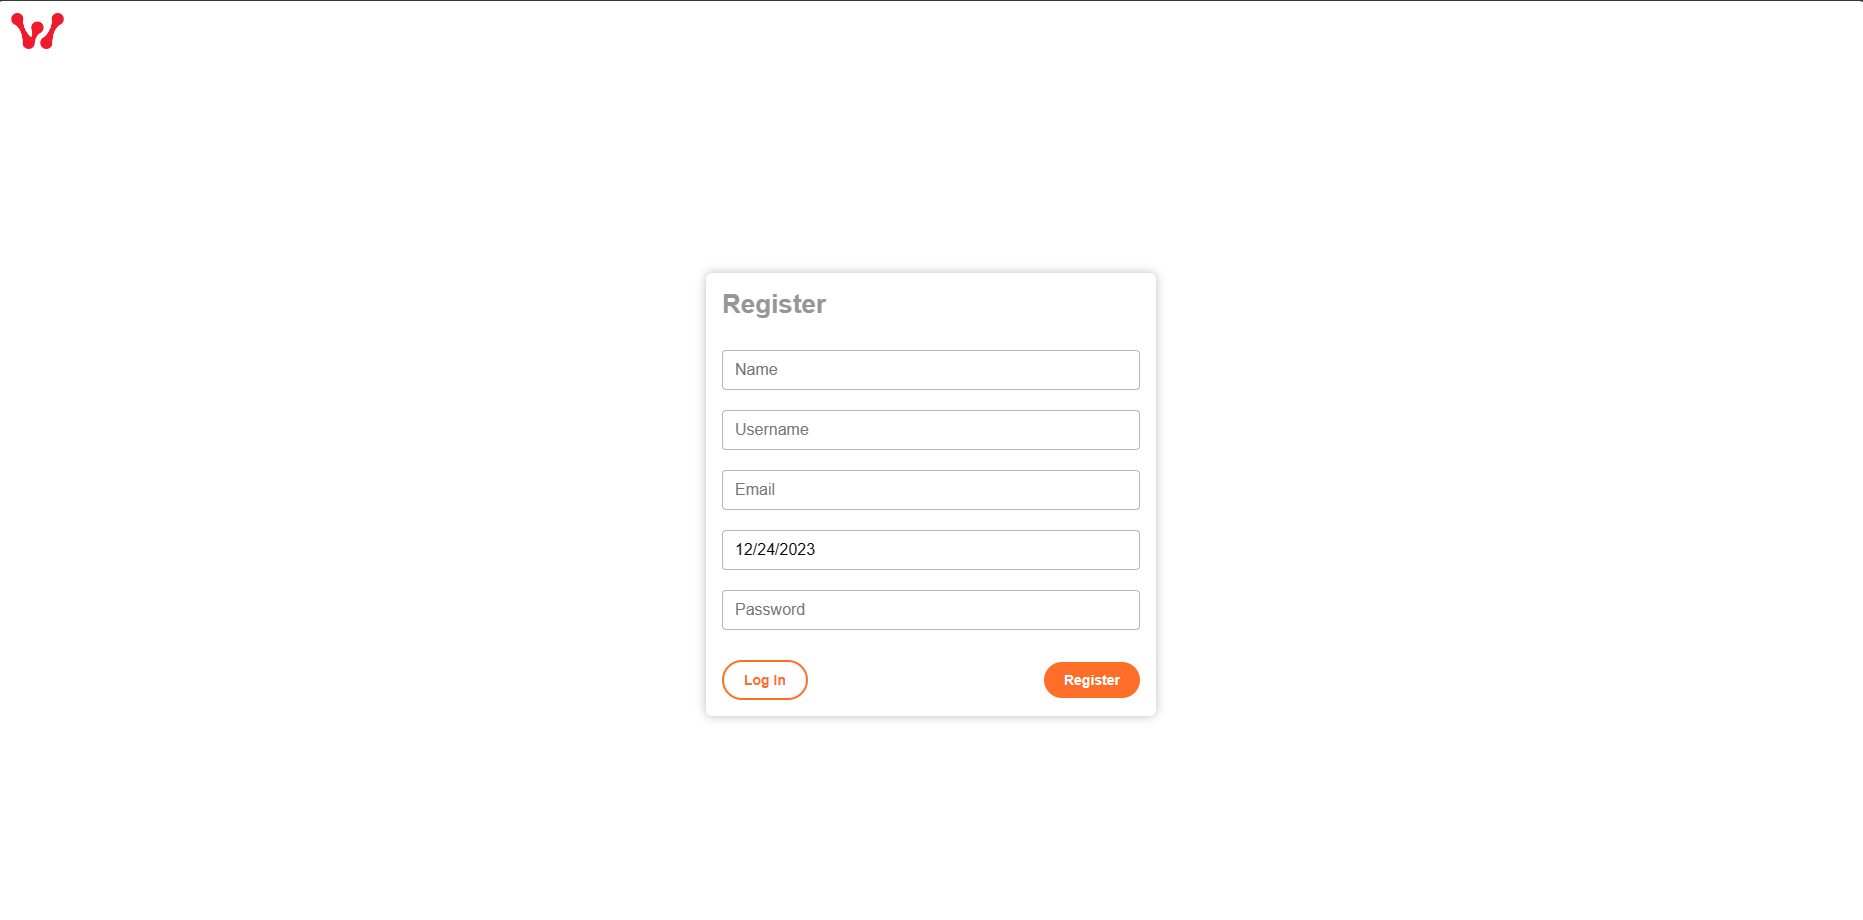 Register
Name
Username
Email
12/24/2023
Password
Log In
Register